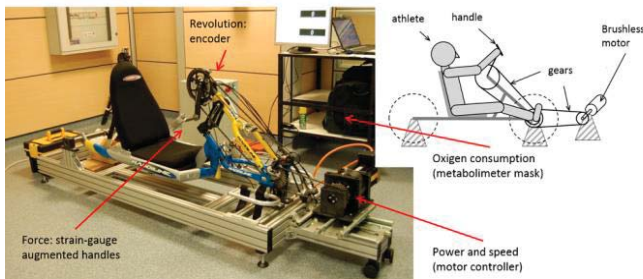 Revolution:
encoder
athlete
handle
Brushless
motor
gears
Oxigen consumption
(metabolimeter mask)
Force: strain-gauge
augmented handles
Power and speed
(motor controller)